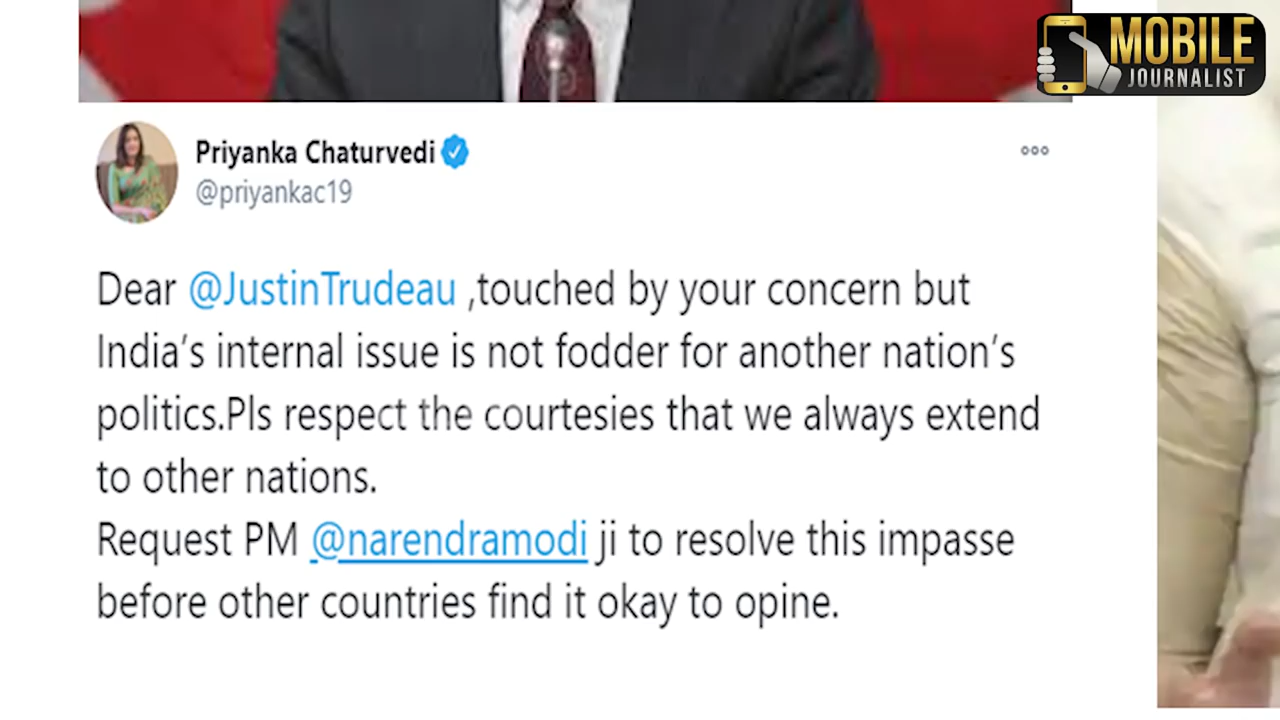 MOBILE
JOURNALIST
Priyanka Chaturvedi
@priyankac19
Dear @JustinTrudeau ,touched by your concern but
India’s internal issue is not fodder for another nation’s
politics.Pls respect the courtesies that we always extend
to other nations.
Request PM @narendramodi ji to resolve this impasse
before other countries find it okay to opine.